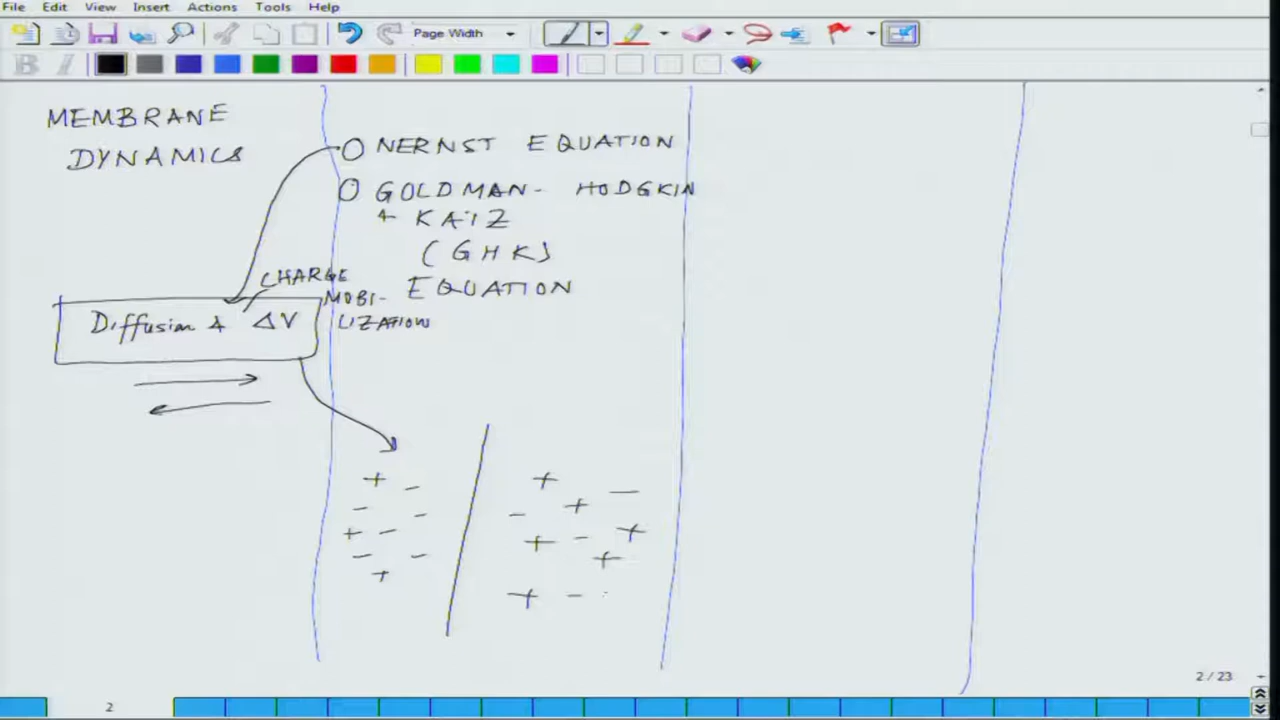 File Edit View Insert Actions Tools Help
Page Width
MEMBRANE
DYNAMICS
NERNST EQUATION
GOLDMAN- HODGKIN
KATZ
(GHK)
EQUATION
CHARGE
MOBI-
LIZATION
Diffusion & ΔV
+ -
- -
+ -
- -
+
+ -
- +
+ - +
+
+ -
2 / 23
2